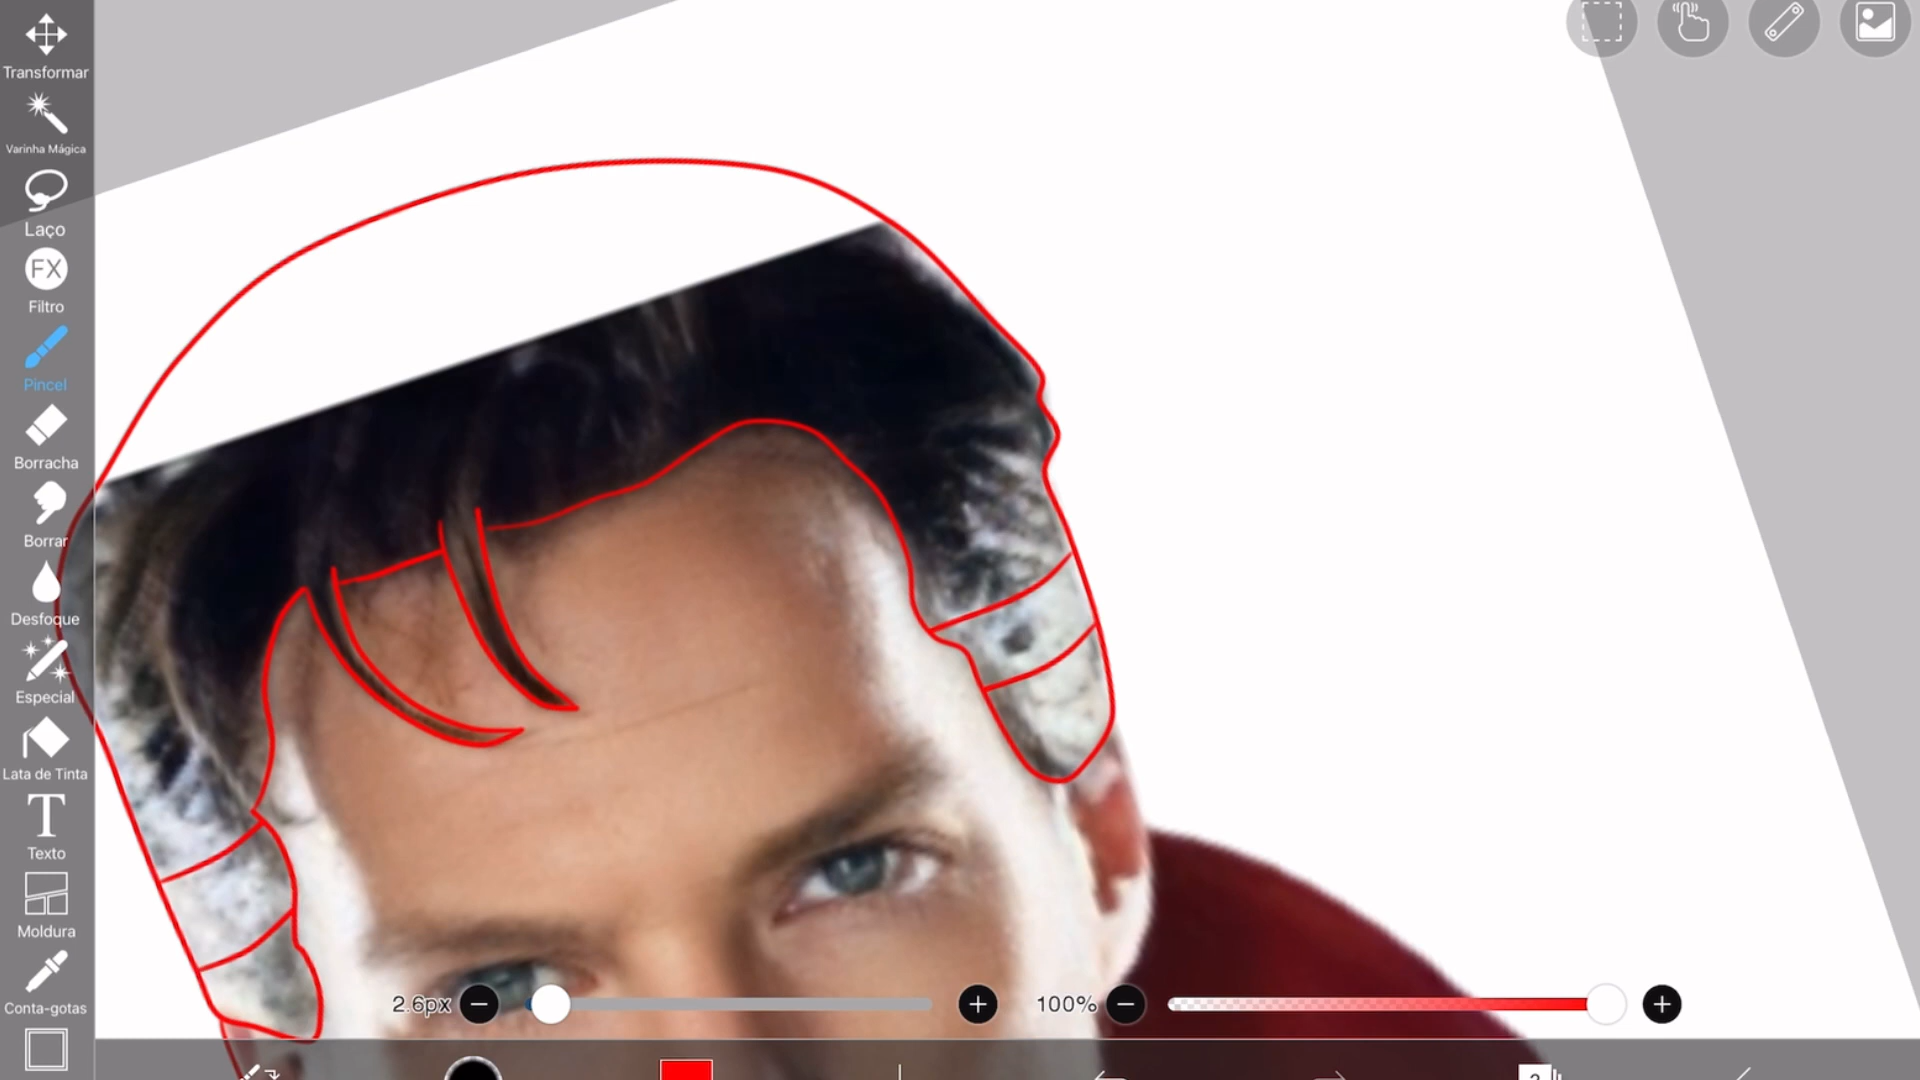 Transformar
Varinha Mágica
Laço
FX
Filtro
Pincel
Borracha
Borrar
Desfoque
Especial
Lata de Tinta
T
Texto
Moldura
Conta-gotas
2.6px
100%